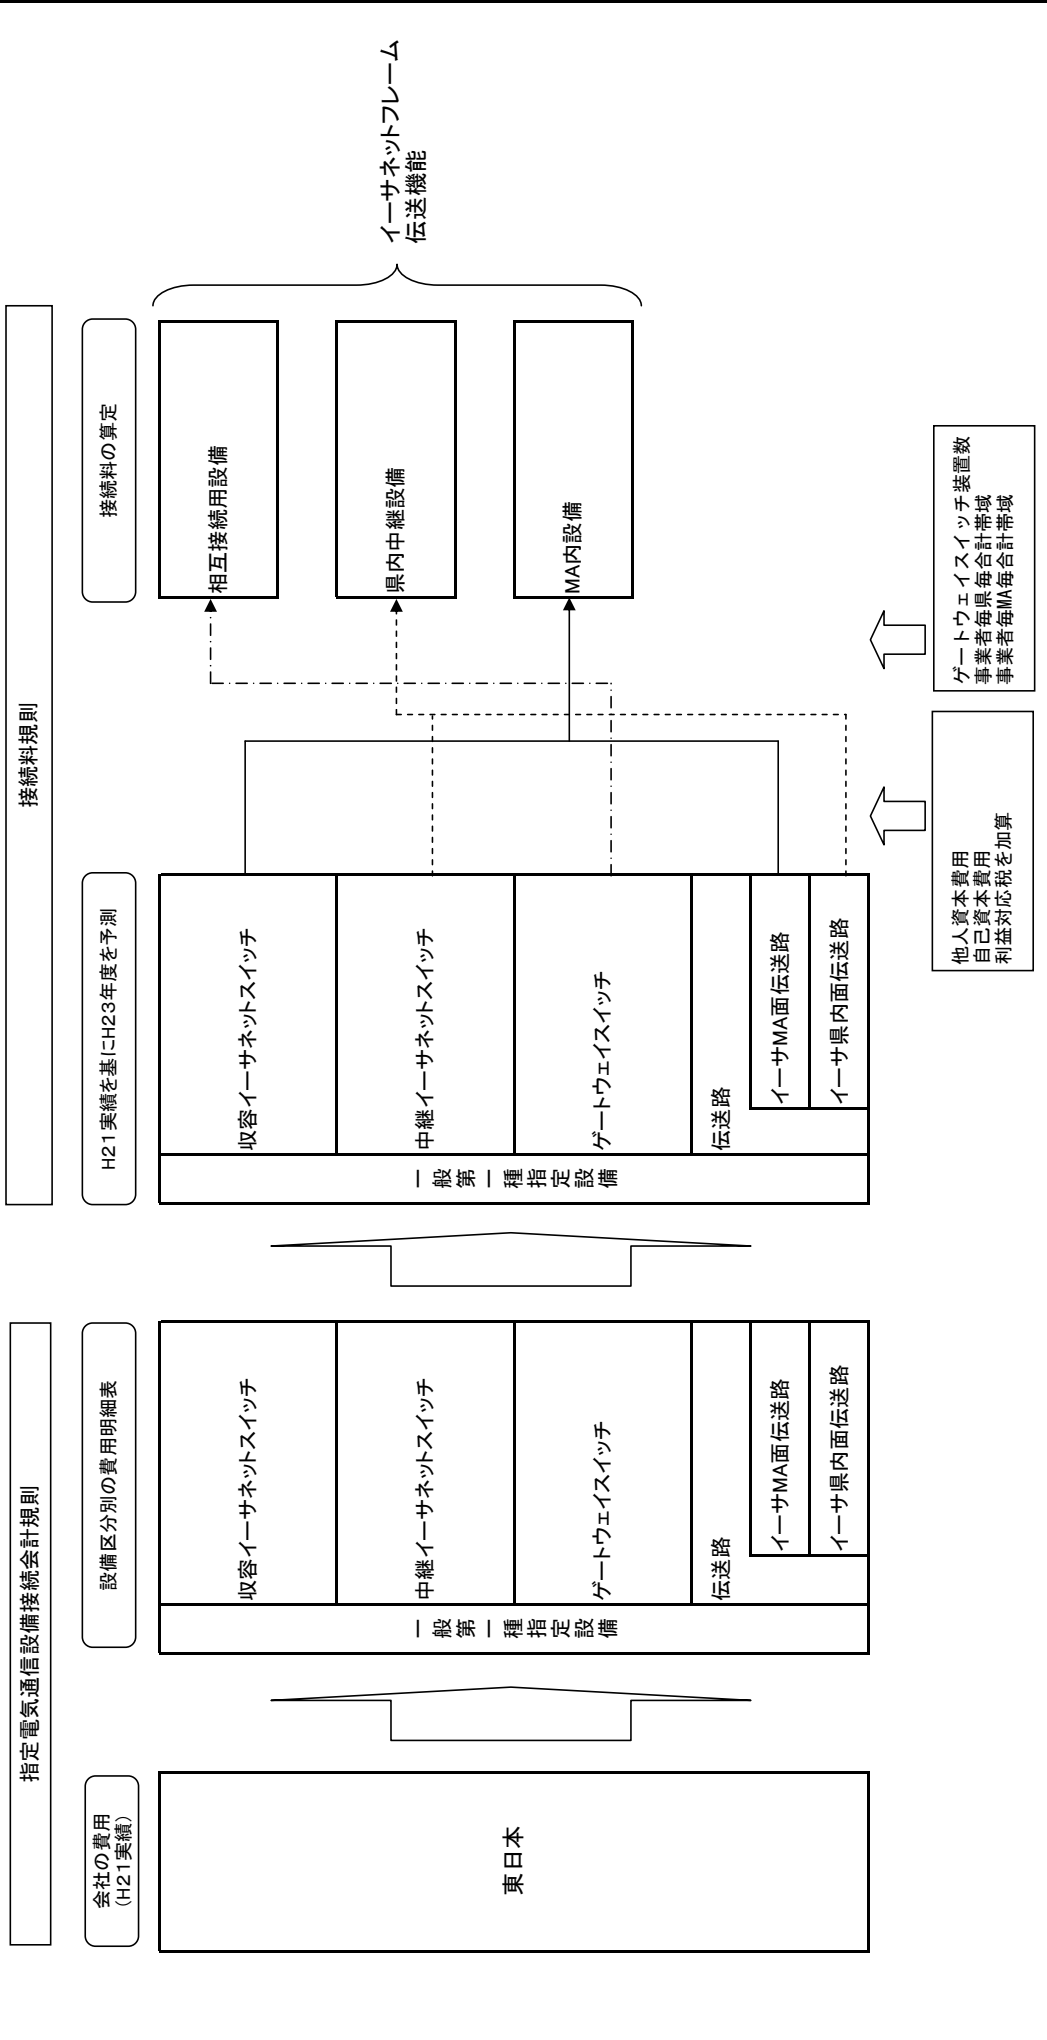 指定電気通信設備接続会計規則
接続料規則
会社の費用
（H21実績）
設備区分別の費用明細表
H21実績を基にH23年度を予測
接続料の算定
東日本
一般第一種指定設備
収容イーサネットスイッチ
中継イーサネットスイッチ
ゲートウェイスイッチ
伝送路
イーサMA面伝送路
イーサ県内面伝送路
一般第一種指定設備
収容イーサネットスイッチ
中継イーサネットスイッチ
ゲートウェイスイッチ
伝送路
イーサMA面伝送路
イーサ県内面伝送路
相互接続用設備
県内中継設備
MA内設備
イーサネットフレーム
伝送機能
他人資本費用
自己資本費用
利益対応税を加算
ゲートウェイスイッチ装置数
事業者毎県毎合計帯域
事業者毎MA毎合計帯域